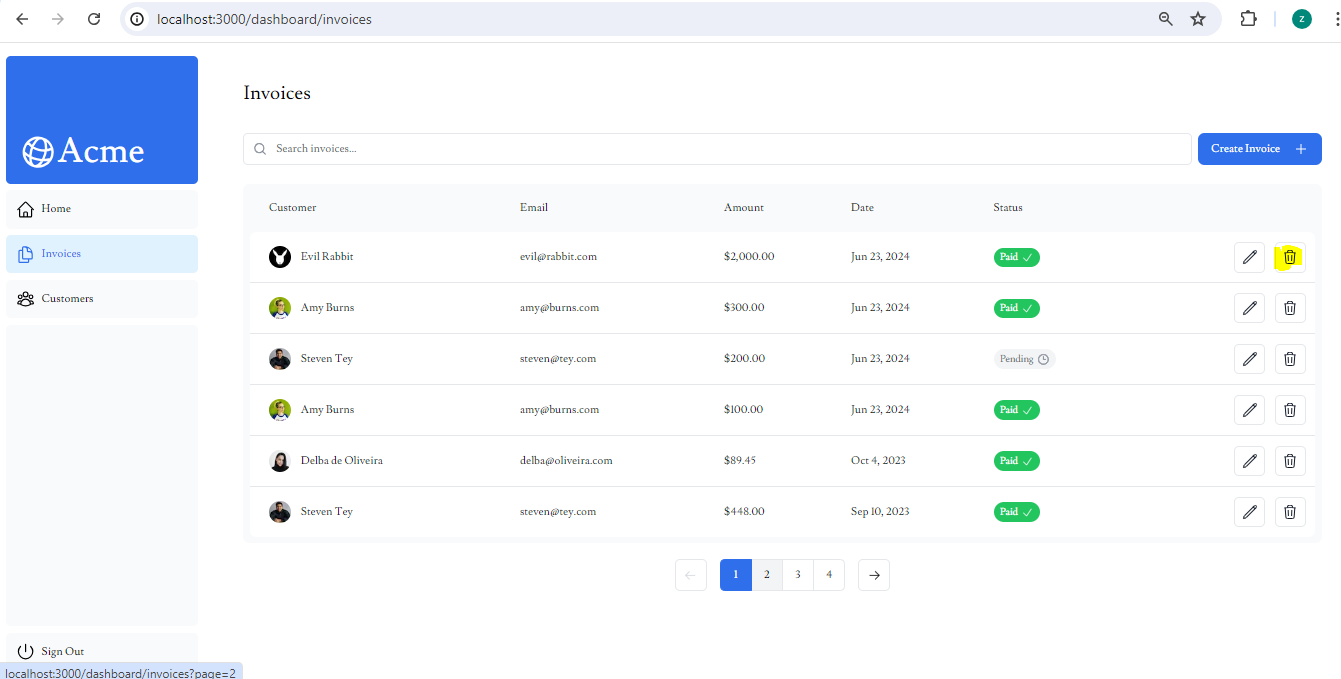 localhost:3000/dashboard/invoices
z
Acme
Home
Invoices
Customers
Sign Out
Invoices
Search invoices...
Create Invoice +
Customer Email Amount Date Status
Evil Rabbit evil@rabbit.com $2,000.00 Jun 23, 2024 Paid
Amy Burns amy@burns.com $300.00 Jun 23, 2024 Paid
Steven Tey steven@tey.com $200.00 Jun 23, 2024 Pending
Amy Burns amy@burns.com $100.00 Jun 23, 2024 Paid
Delba de Oliveira delba@oliveira.com $89.45 Oct 4, 2023 Paid
Steven Tey steven@tey.com $448.00 Sep 10, 2023 Paid
1 2 3 4
localhost:3000/dashboard/invoices?page=2